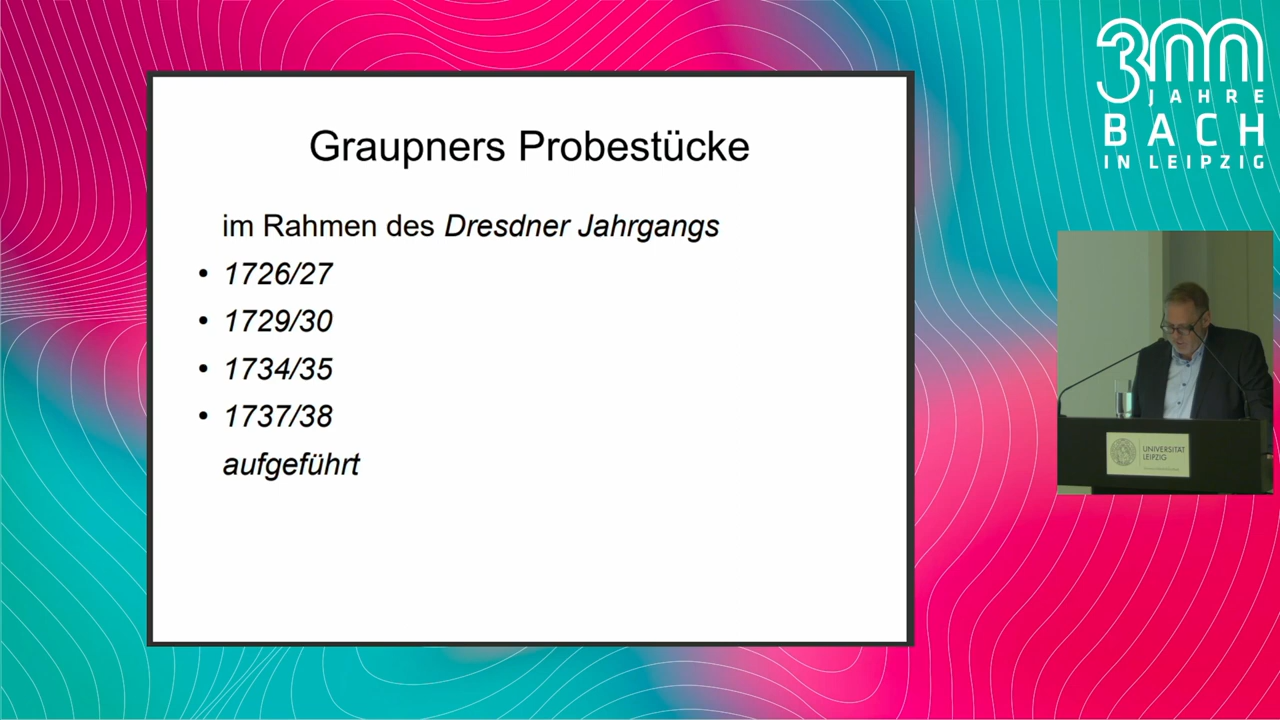 Graupners Probestücke
im Rahmen des Dresdner Jahrgangs
• 1726/27
• 1729/30
• 1734/35
• 1737/38
aufgeführt
300
JAHRE
BACH
IN LEIPZIG
UNIVERSITÄT
LEIPZIG